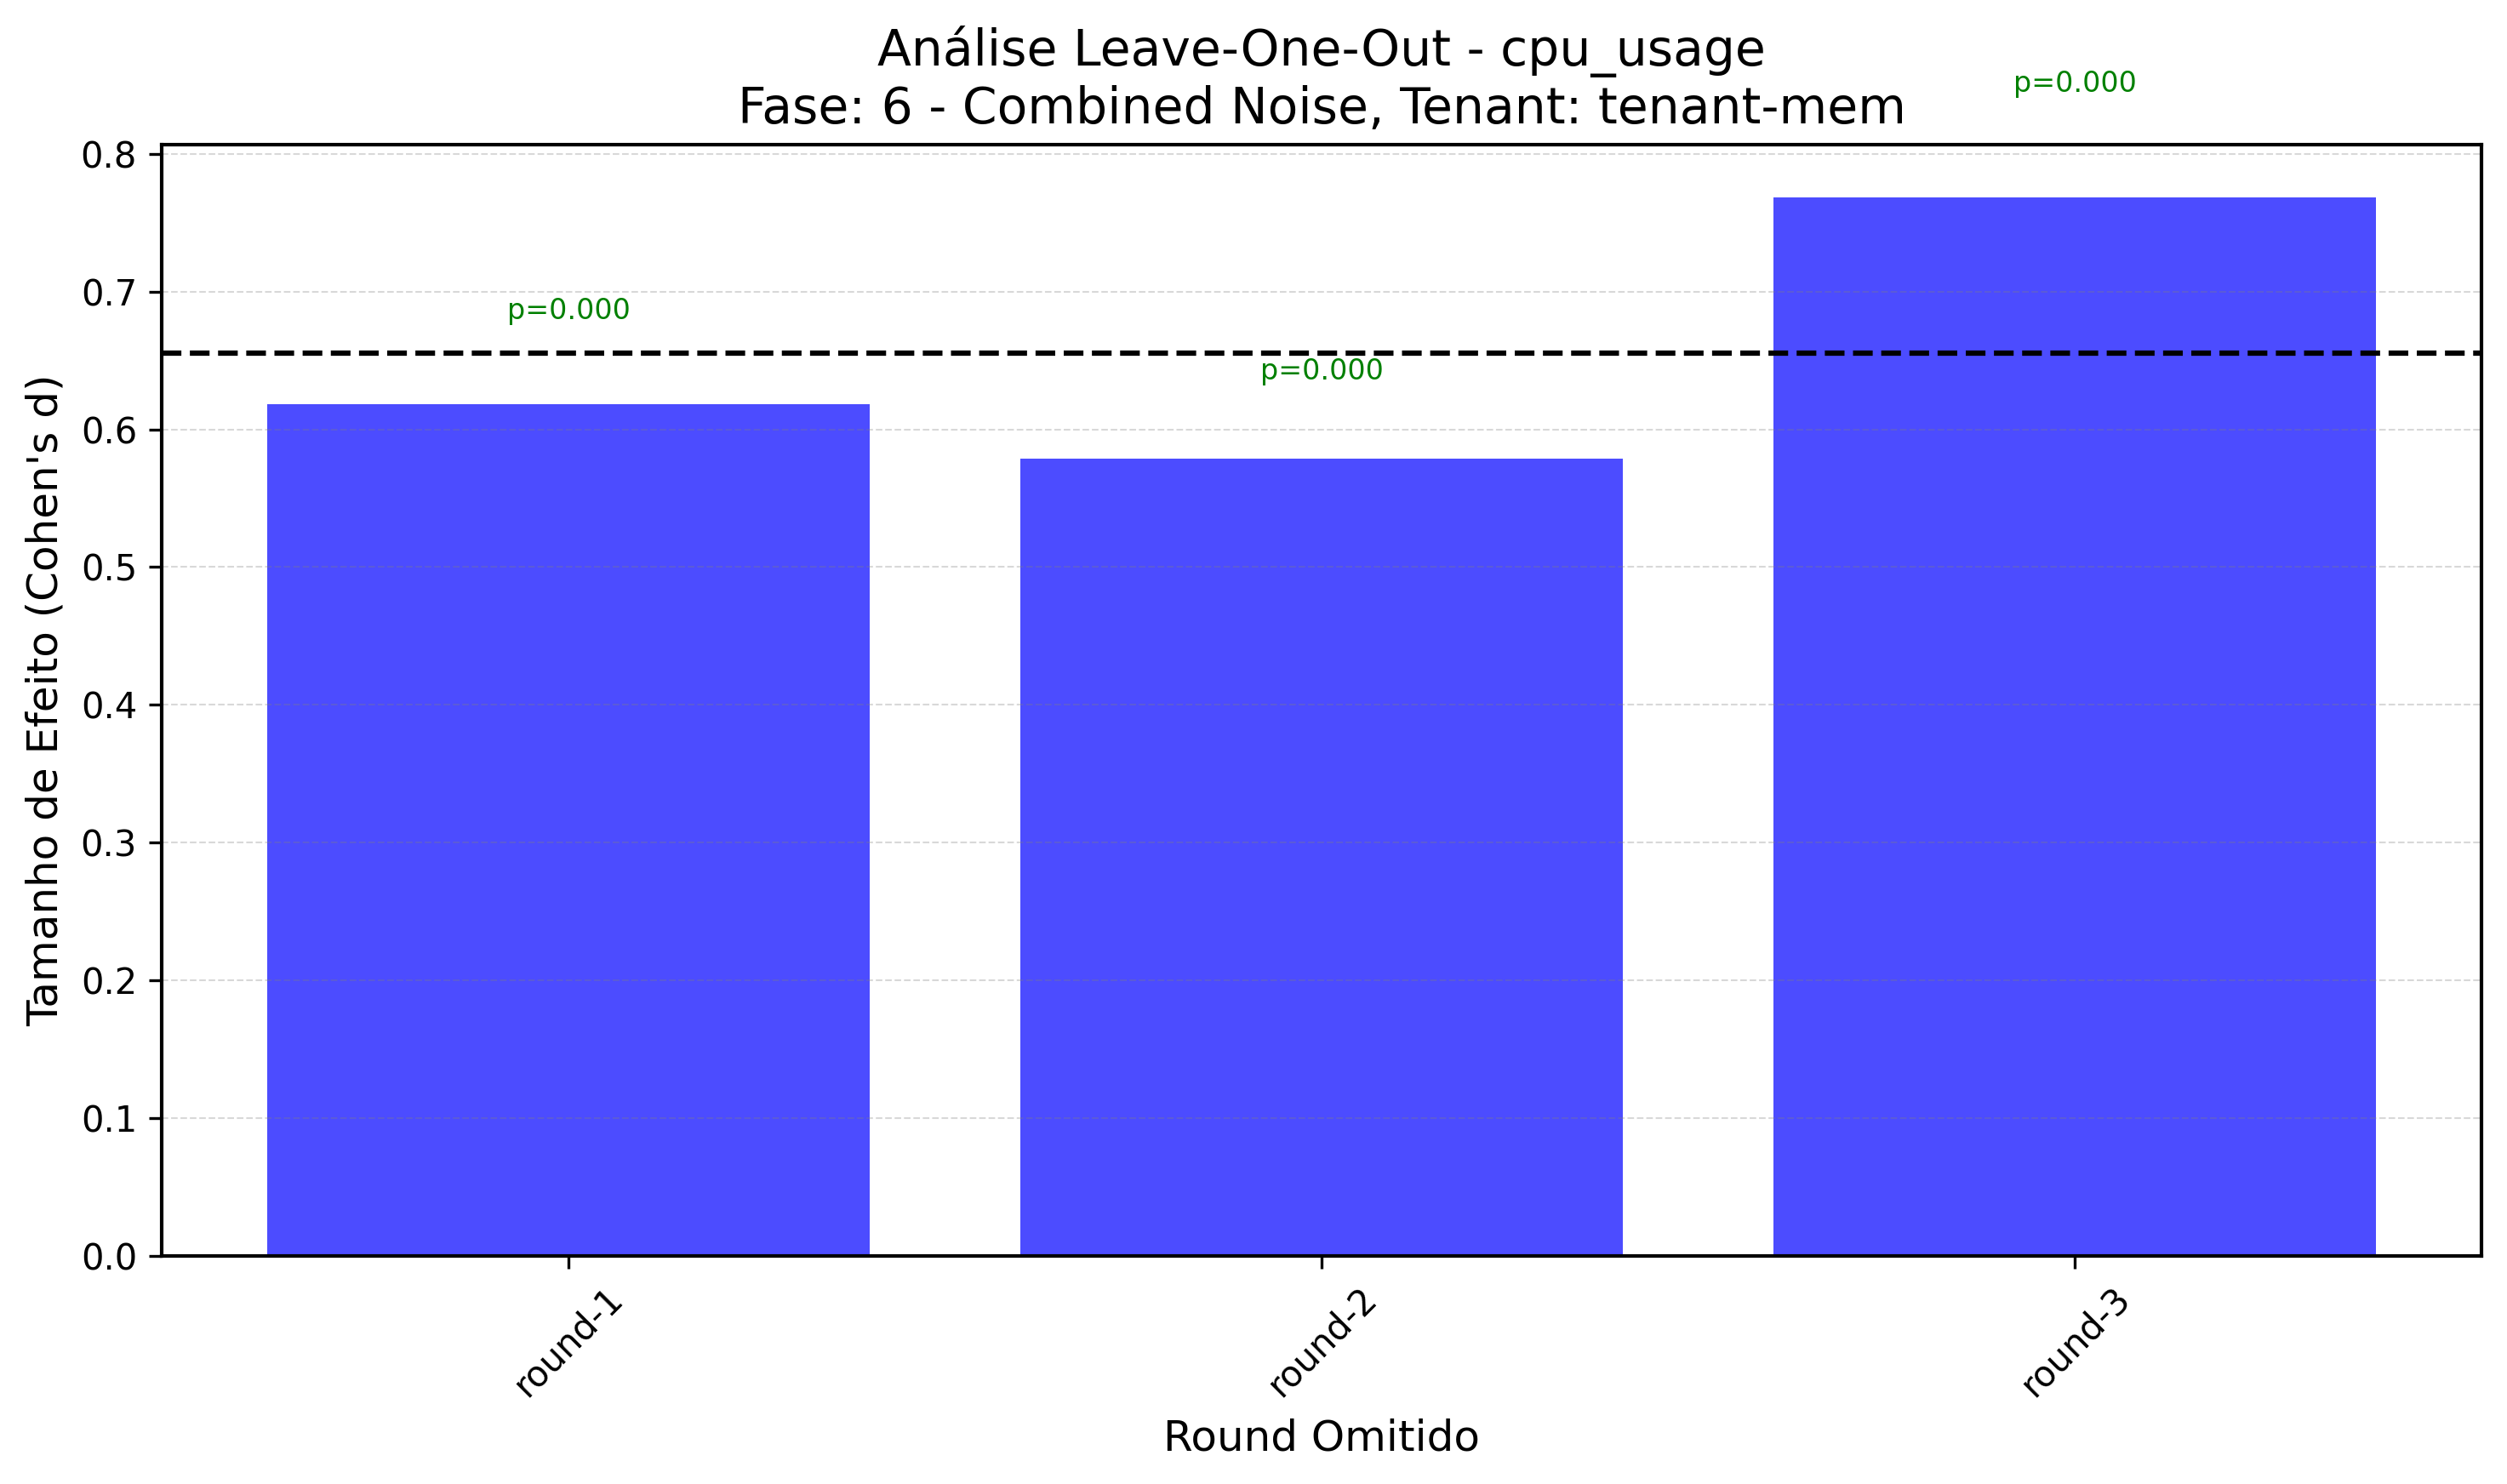 Análise Leave-One-Out - cpu_usage
Fase: 6 - Combined Noise, Tenant: tenant-mem
p=0.000
p=0.000
p=0.000
Tamanho de Efeito (Cohen's d)
0.8
0.7
0.6
0.5
0.4
0.3
0.2
0.1
0.0
round-1
round-2
round-3
Round Omitido